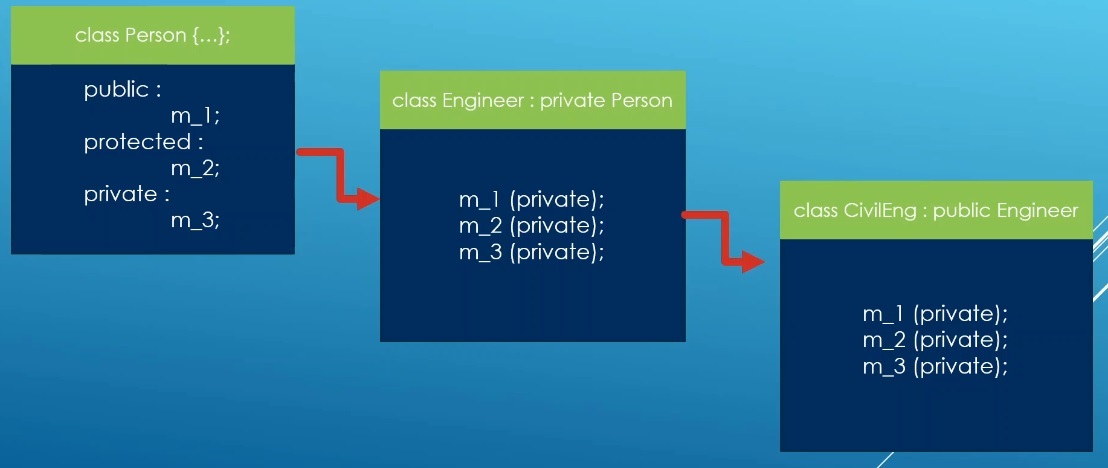 class Person {...};
public :
m_1;
protected :
m_2;
private :
m_3;
class Engineer : private Person
m_1 (private);
m_2 (private);
m_3 (private);
class CivilEng : public Engineer
m_1 (private);
m_2 (private);
m_3 (private);